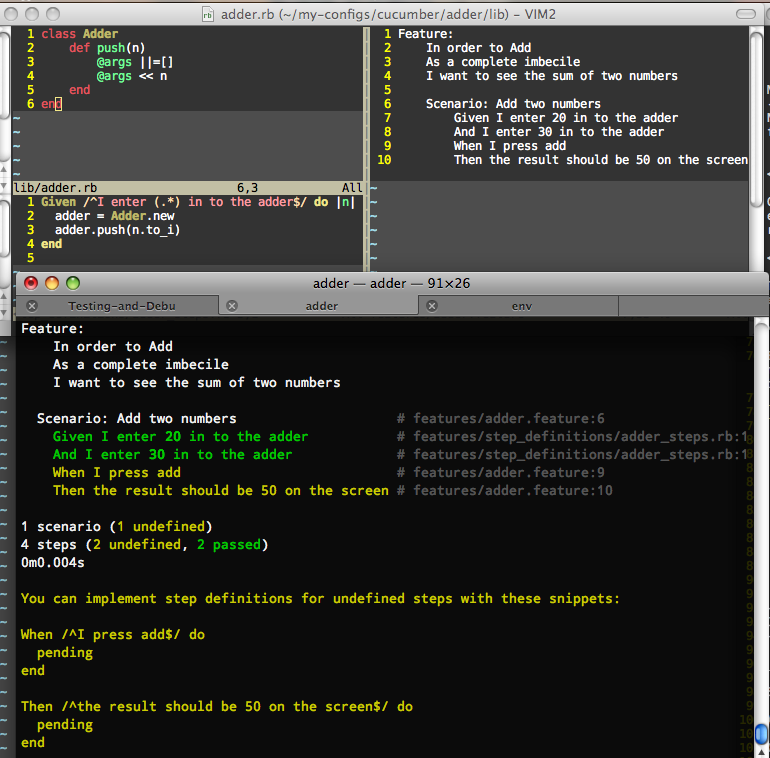 adder.rb (~/my-configs/cucumber/adder/lib) – VIM2
1 class Adder
2     def push(n)
3         @args ||=[]
4         @args << n
5     end
6 end
~
~
~
~
~
lib/adder.rb 6,3 All
1 Given /^I enter (.*) in to the adder$/ do |n|
2   adder = Adder.new
3   adder.push(n.to_i)
4 end
5
1 Feature:
2     In order to Add
3     As a complete imbecile
4     I want to see the sum of two numbers
5
6     Scenario: Add two numbers
7         Given I enter 20 in to the adder
8         And I enter 30 in to the adder
9         When I press add
10         Then the result should be 50 on the screen
~
~
~
~
~
~
adder — adder — 91×26
Testing-and-Debu adder env
Feature:
    In order to Add
    As a complete imbecile
    I want to see the sum of two numbers
  Scenario: Add two numbers # features/adder.feature:6
    Given I enter 20 in to the adder # features/step_definitions/adder_steps.rb:1
    And I enter 30 in to the adder # features/step_definitions/adder_steps.rb:1
    When I press add # features/adder.feature:9
    Then the result should be 50 on the screen # features/adder.feature:10
1 scenario (1 undefined)
4 steps (2 undefined, 2 passed)
0m0.004s
You can implement step definitions for undefined steps with these snippets:
When /^I press add$/ do
  pending
end
Then /^the result should be 50 on the screen$/ do
  pending
end